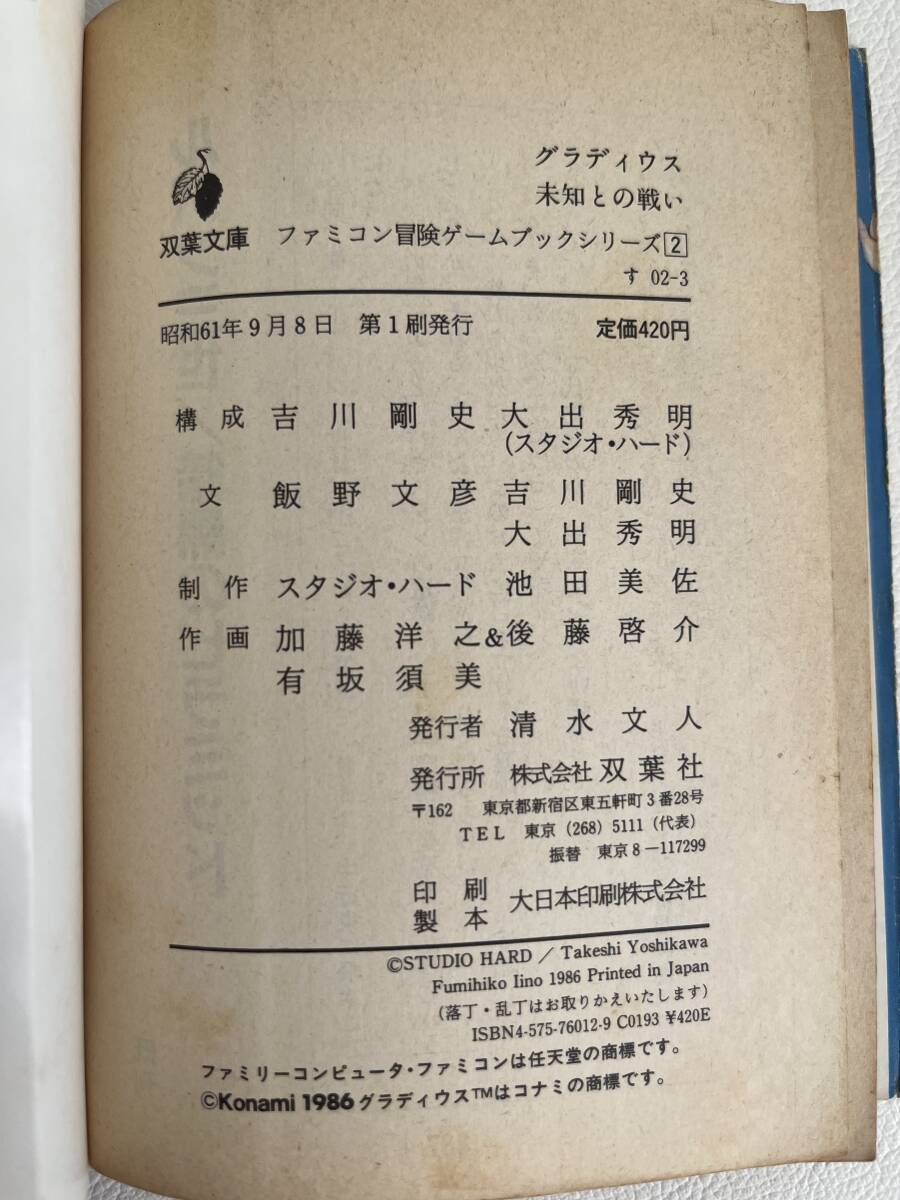 グラディウス
未知との戦い
双葉文庫 ファミコン冒険ゲームブックシリーズ2
す 02-3
昭和61年9月8日 第1刷発行 定価420円
構成 吉川剛史 大出秀明
(スタジオ・ハード)
文 飯野文彦 吉川剛史
大出秀明
制作 スタジオ・ハード 池田美佐
作画 加藤洋之&後藤啓介
有坂須美
発行者 清水文人
発行所 株式会社 双葉社
〒162 東京都新宿区東五軒町3番28号
TEL 東京 (268) 5111 (代表)
振替 東京8―117299
印刷
製本 大日本印刷株式会社
©STUDIO HARD / Takeshi Yoshikawa
Fumihiko Iino 1986 Printed in Japan
(落丁・乱丁はお取りかえいたします)
ISBN4-575-76012-9 C0193 ¥420E
ファミリーコンピュータ・ファミコンは任天堂の商標です。
©Konami 1986 グラディウス™はコナミの商標です。